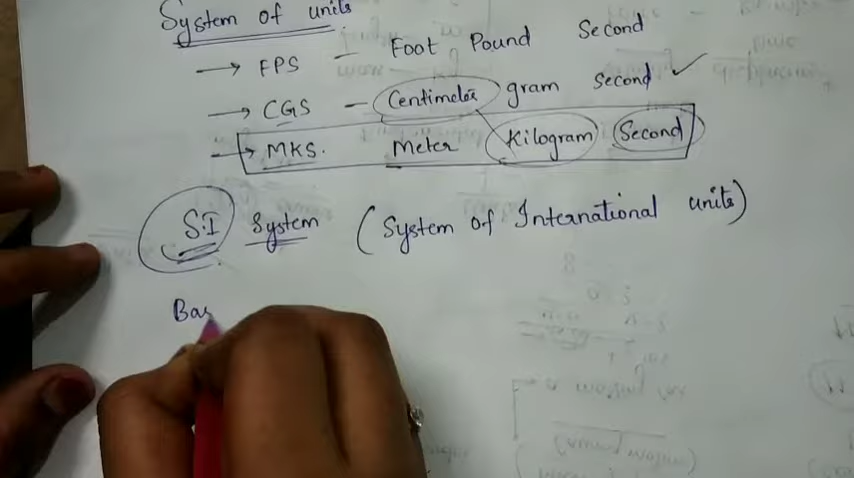 System of units
→ FPS - Foot Pound Second
→ CGS - Centimeter gram Second ✓
→ MKS. Meter Kilogram Second
S.I System (System of International units)
Bas